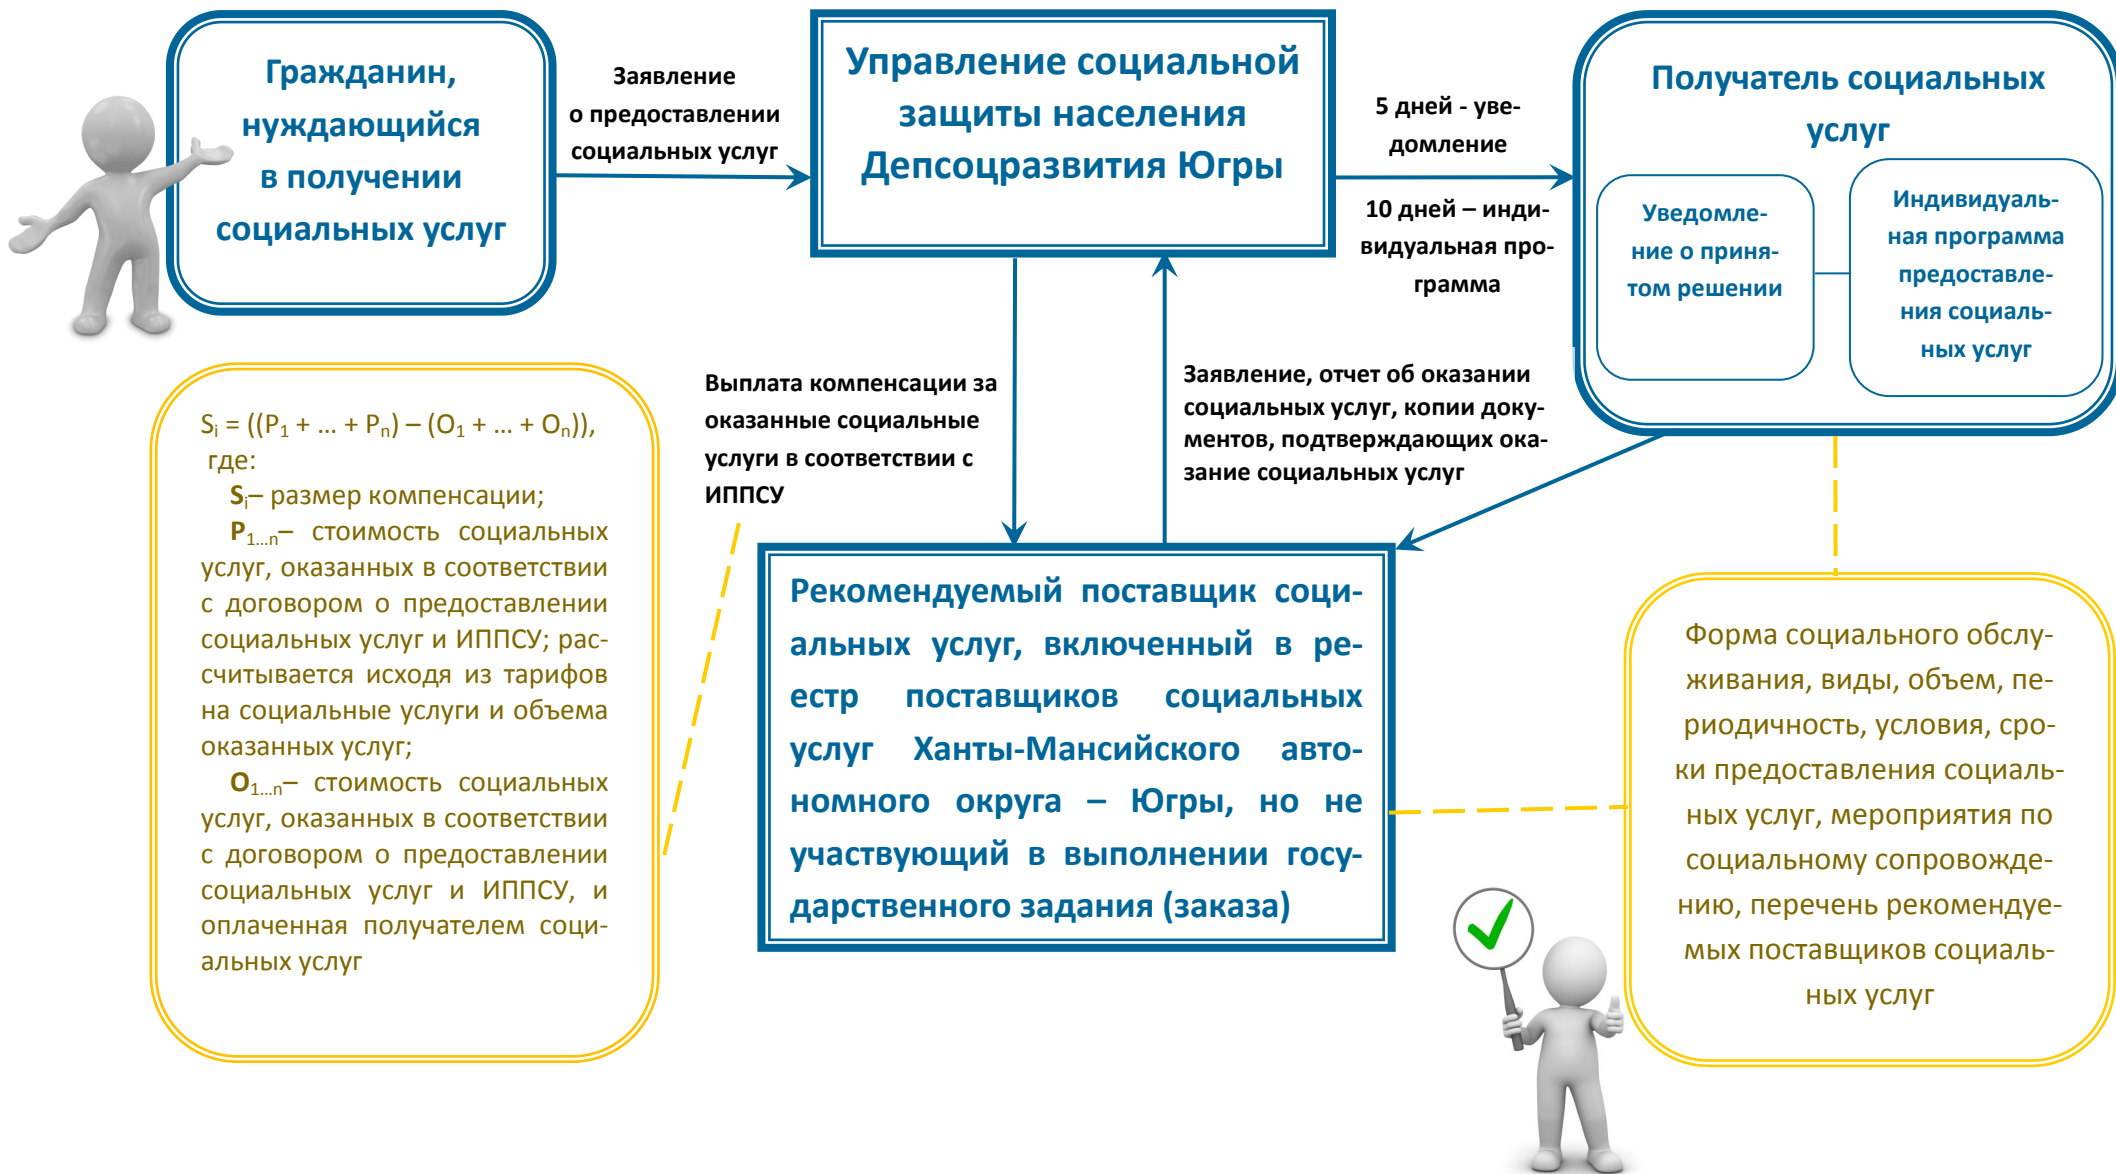 Гражданин,
нуждающийся
в получении
социальных услуг
Заявление
о предоставлении
социальных услуг
Управление социальной
защиты населения
Депсоцразвития Югры
5 дней - уве-
домление
10 дней – инди-
видуальная про-
грамма
Получатель социальных
услуг
Уведомле-
ние о приня-
том решении
Индивидуаль-
ная программа
предоставле-
ния социаль-
ных услуг
Выплата компенсации за
оказанные социальные
услуги в соответствии с
ИППСУ
Заявление, отчет об оказании
социальных услуг, копии доку-
ментов, подтверждающих ока-
зание социальных услуг
S_i = ((P_1 + ... + P_n) – (O_1 + ... + O_n)),
где:
S_i– размер компенсации;
P_1...n– стоимость социальных
услуг, оказанных в соответствии
с договором о предоставлении
социальных услуг и ИППСУ; рас-
считывается исходя из тарифов
на социальные услуги и объема
оказанных услуг;
O_1...n– стоимость социальных
услуг, оказанных в соответствии
с договором о предоставлении
социальных услуг и ИППСУ, и
оплаченная получателем соци-
альных услуг
Рекомендуемый поставщик соци-
альных услуг, включенный в ре-
естр поставщиков социальных
услуг Ханты-Мансийского авто-
номного округа – Югры, но не
участвующий в выполнении госу-
дарственного задания (заказа)
Форма социального обслу-
живания, виды, объем, пе-
риодичность, условия, сро-
ки предоставления социаль-
ных услуг, мероприятия по
социальному сопровожде-
нию, перечень рекомендуе-
мых поставщиков социаль-
ных услуг